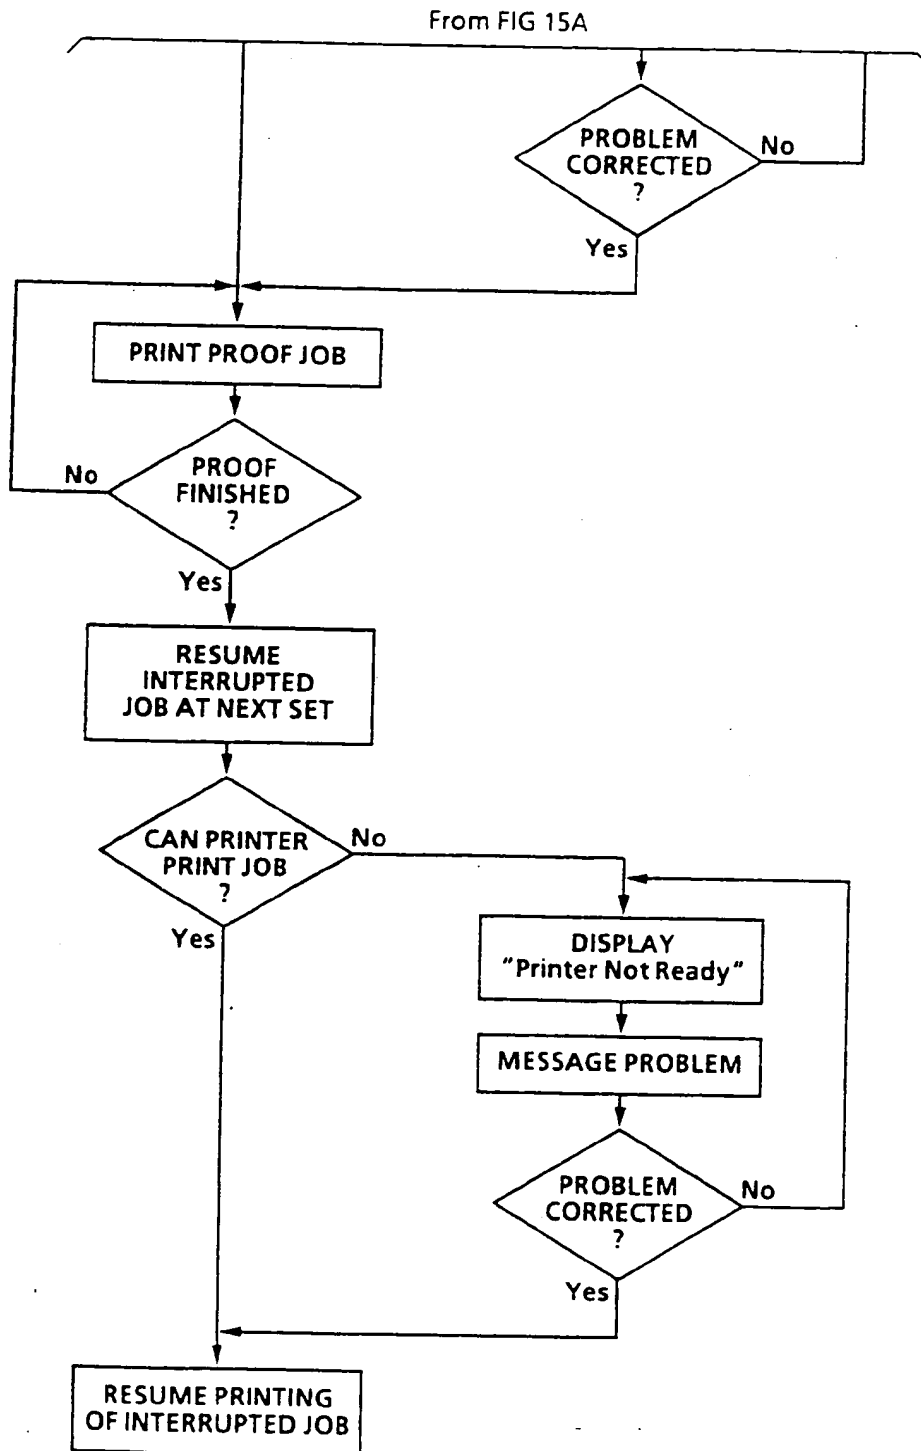 From FIG 15A
PROBLEM
CORRECTED
?
No
Yes
PRINT PROOF JOB
PROOF
FINISHED
?
No
Yes
RESUME
INTERRUPTED
JOB AT NEXT SET
CAN PRINTER
PRINT JOB
?
No
Yes
DISPLAY
"Printer Not Ready"
MESSAGE PROBLEM
PROBLEM
CORRECTED
?
No
Yes
RESUME PRINTING
OF INTERRUPTED JOB